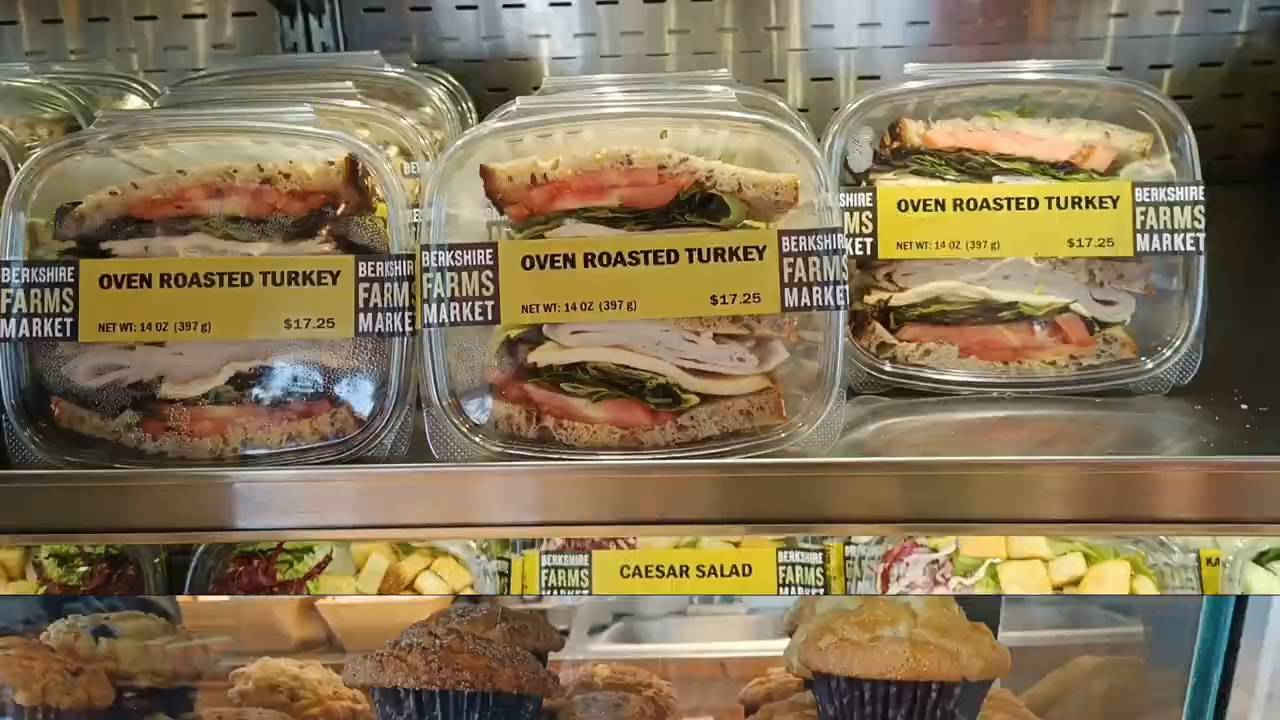 BERKSHIRE
FARMS
MARKET
OVEN ROASTED TURKEY
NET WT: 14 OZ (397 g) $17.25
BERKSHIRE
FARMS
MARKET
BERKSHIRE
FARMS
MARKET
OVEN ROASTED TURKEY
NET WT: 14 OZ (397 g) $17.25
BERKSHIRE
FARMS
MARKET
OVEN ROASTED TURKEY
NET WT: 14 OZ (397 g) $17.25
BERKSHIRE
FARMS
MARKET
BERKSHIRE
FARMS
MARKET
CAESAR SALAD
BERKSHIRE
FARMS
MARKET